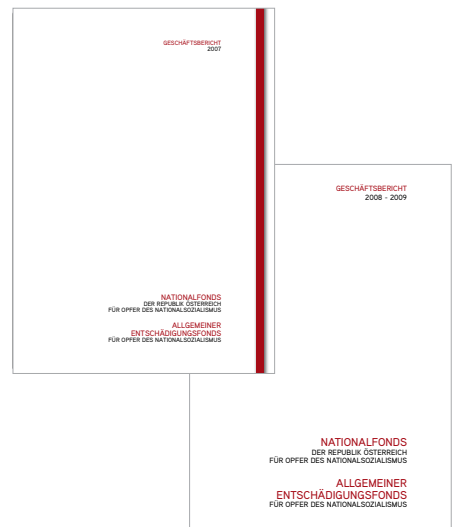 GESCHÄFTSBERICHT
2007
NATIONALFONDS
DER REPUBLIK ÖSTERREICH
FÜR OPFER DES NATIONALSOZIALISMUS
ALLGEMEINER
ENTSCHÄDIGUNGSFONDS
FÜR OPFER DES NATIONALSOZIALISMUS
GESCHÄFTSBERICHT
2008 - 2009
NATIONALFONDS
DER REPUBLIK ÖSTERREICH
FÜR OPFER DES NATIONALSOZIALISMUS
ALLGEMEINER
ENTSCHÄDIGUNGSFONDS
FÜR OPFER DES NATIONALSOZIALISMUS